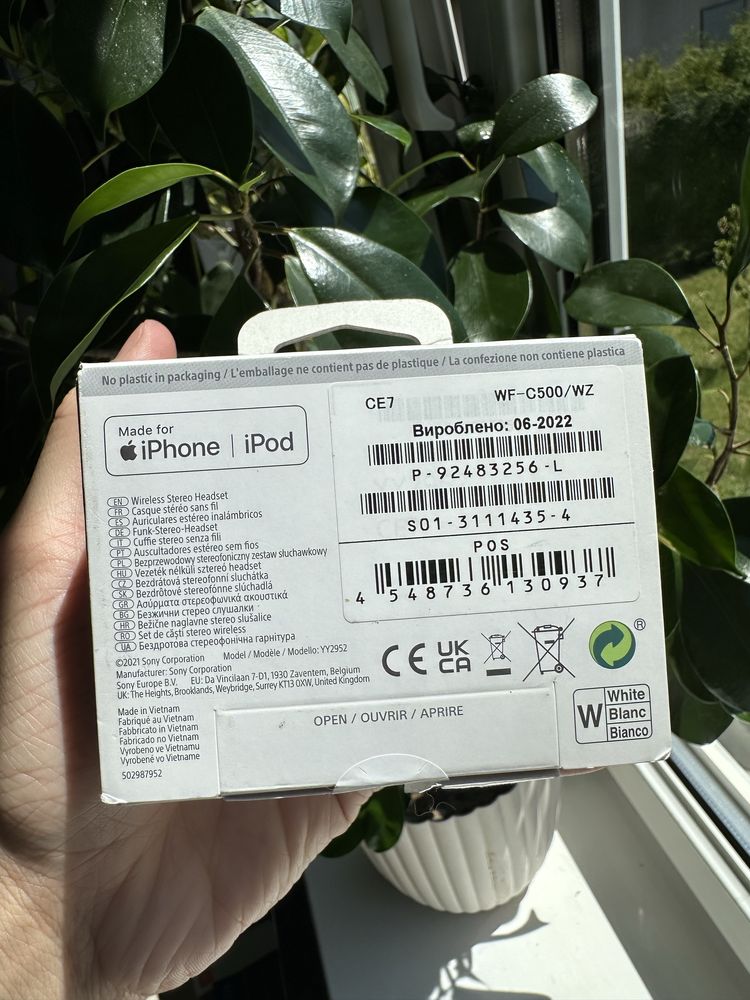 No plastic in packaging / L'emballage ne contient pas de plastique / La confezione non contiene plastica
Made for
iPhone | iPod
CE7 WF-C500/WZ
Вироблено: 06-2022
P-92483256-L
S01-3111435-4
POS
4 548736 130937
EN Wireless Stereo Headset
FR Casque stéréo sans fil
ES Auriculares estéreo inalámbricos
DE Funk-Stereo-Headset
IT Cuffie stereo senza fili
PT Auscultadores estéreo sem fios
PL Bezprzewodowy stereofoniczny zestaw słuchawkowy
HU Vezeték nélküli sztereó headset
CZ Bezdrátová stereofonní sluchátka
SK Bezdrôtové stereofónne slúchadlá
GR Ασύρματα στερεοφωνικά ακουστικά
BG Безжични стерео слушалки
HR Bežične naglavne stereo slušalice
RO Set de căști stereo wireless
UA Бездротова стереофонічна гарнітура
©2021 Sony Corporation Model / Modèle / Modello: YY2952
Manufacturer: Sony Corporation
Sony Europe B.V. EU: Da Vincilaan 7-D1, 1930 Zaventem, Belgium
UK: The Heights, Brooklands, Weybridge, Surrey KT13 0XW, United Kingdom
CE UK CA ®
Made in Vietnam
Fabriqué au Vietnam
Fabbricato in Vietnam
Fabricado no Vietnam
Vyrobeno ve Vietnamu
Vyrobené vo Vietname
502987952
OPEN / OUVRIR / APRIRE
W White
Blanc
Bianco